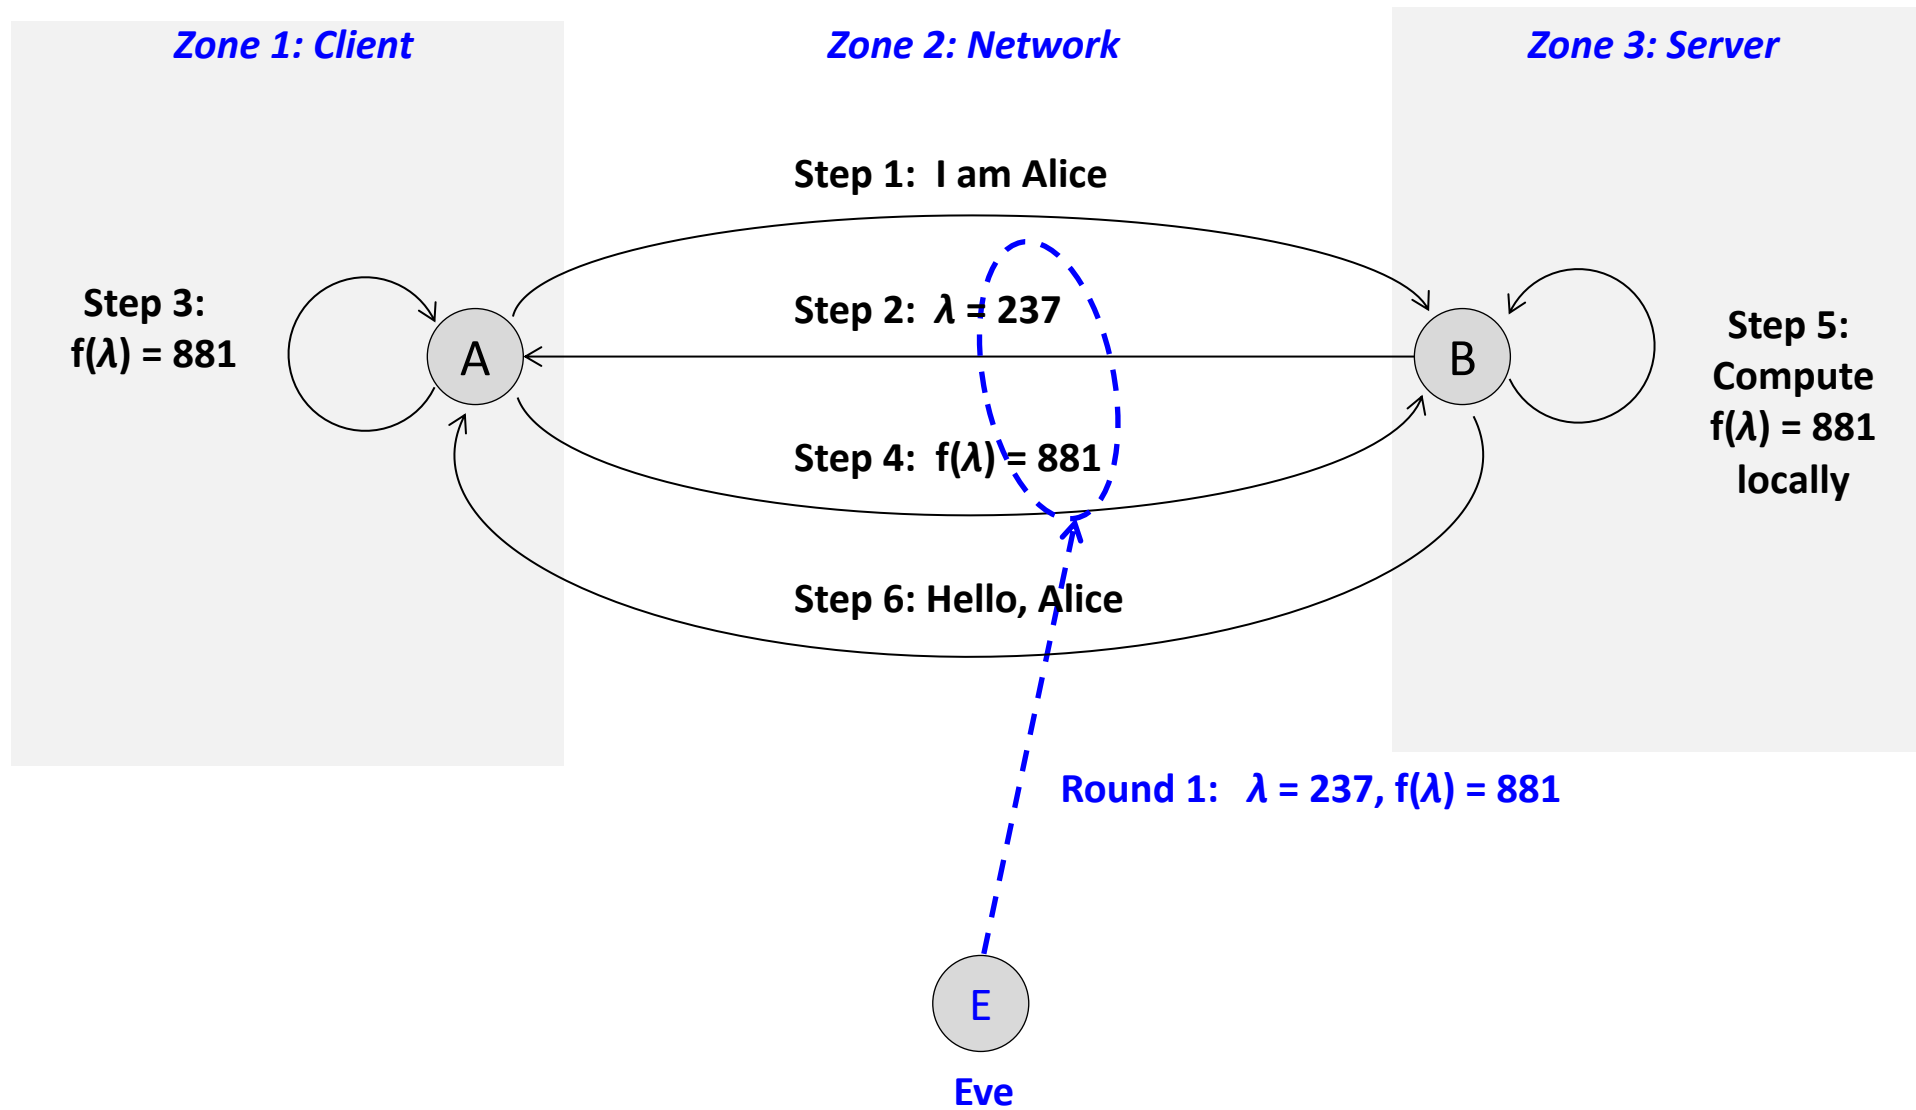 Zone 1: Client
Zone 2: Network
Zone 3: Server
Step 1: I am Alice
Step 3:
f(λ) = 881
Step 2: λ = 237
A
B
Step 5:
Compute
f(λ) = 881
locally
Step 4: f(λ) = 881
Step 6: Hello, Alice
Round 1: λ = 237, f(λ) = 881
E
Eve